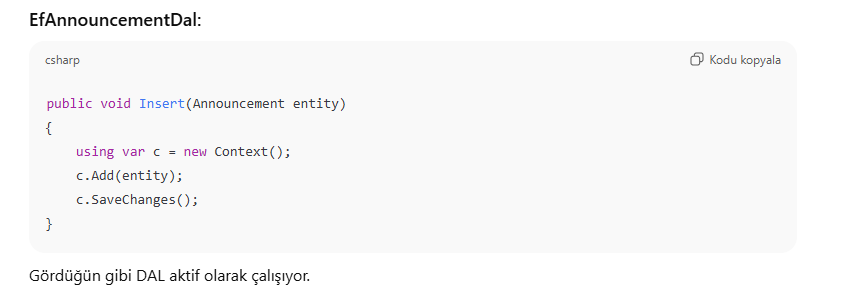 EfAnnouncementDal:
csharp
Kodu kopyala
public void Insert(Announcement entity)
{
    using var c = new Context();
    c.Add(entity);
    c.SaveChanges();
}
Gördüğün gibi DAL aktif olarak çalışıyor.